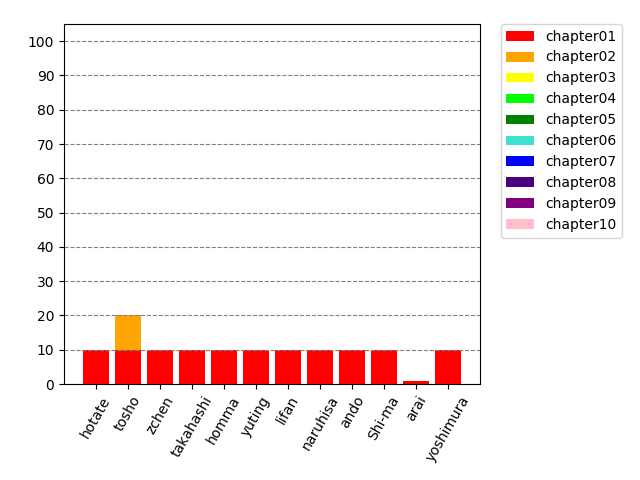 100
90
80
70
60
50
40
30
20
10
0
hotate
tosho
zchen
takahashi
homma
yuting
lifan
naruhisa
ando
Shi-ma
arai
yoshimura
chapter01
chapter02
chapter03
chapter04
chapter05
chapter06
chapter07
chapter08
chapter09
chapter10